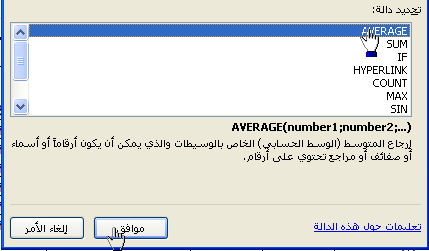 تحديد دالة:
AVERAGE
SUM
IF
HYPERLINK
COUNT
MAX
SIN
AVERAGE(number1;number2;...)
إرجاع المتوسط (الوسط الحسابي) الخاص بالوسيطات والذي يمكن أن يكون أرقاماً أو أسماء
أو صفائف أو مراجع تحتوي على أرقام.
تعليمات حول هذه الدالة
موافق
إلغاء الأمر